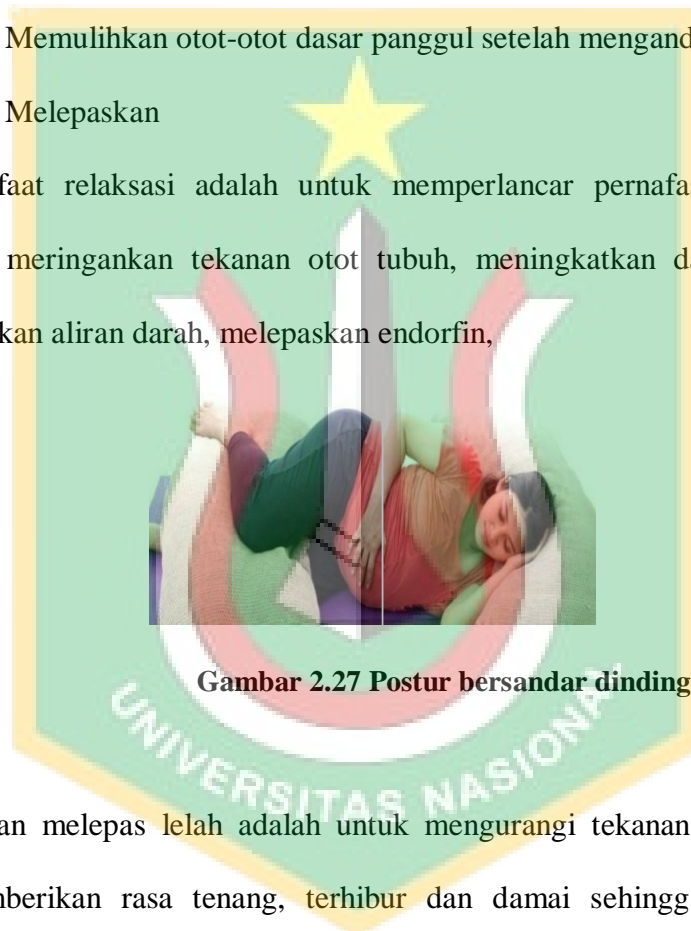 Memulihkan otot-otot dasar panggul setelah mengand
Melepaskan
faat relaksasi adalah untuk memperlancar pernafas
meringankan tekanan otot tubuh, meningkatkan da
kan aliran darah, melepaskan endorfin,
Gambar 2.27 Postur bersandar dinding
UNIVERSITAS NASIONAL
an melepas lelah adalah untuk mengurangi tekanan
nberikan rasa tenang, terhibur dan damai sehingg